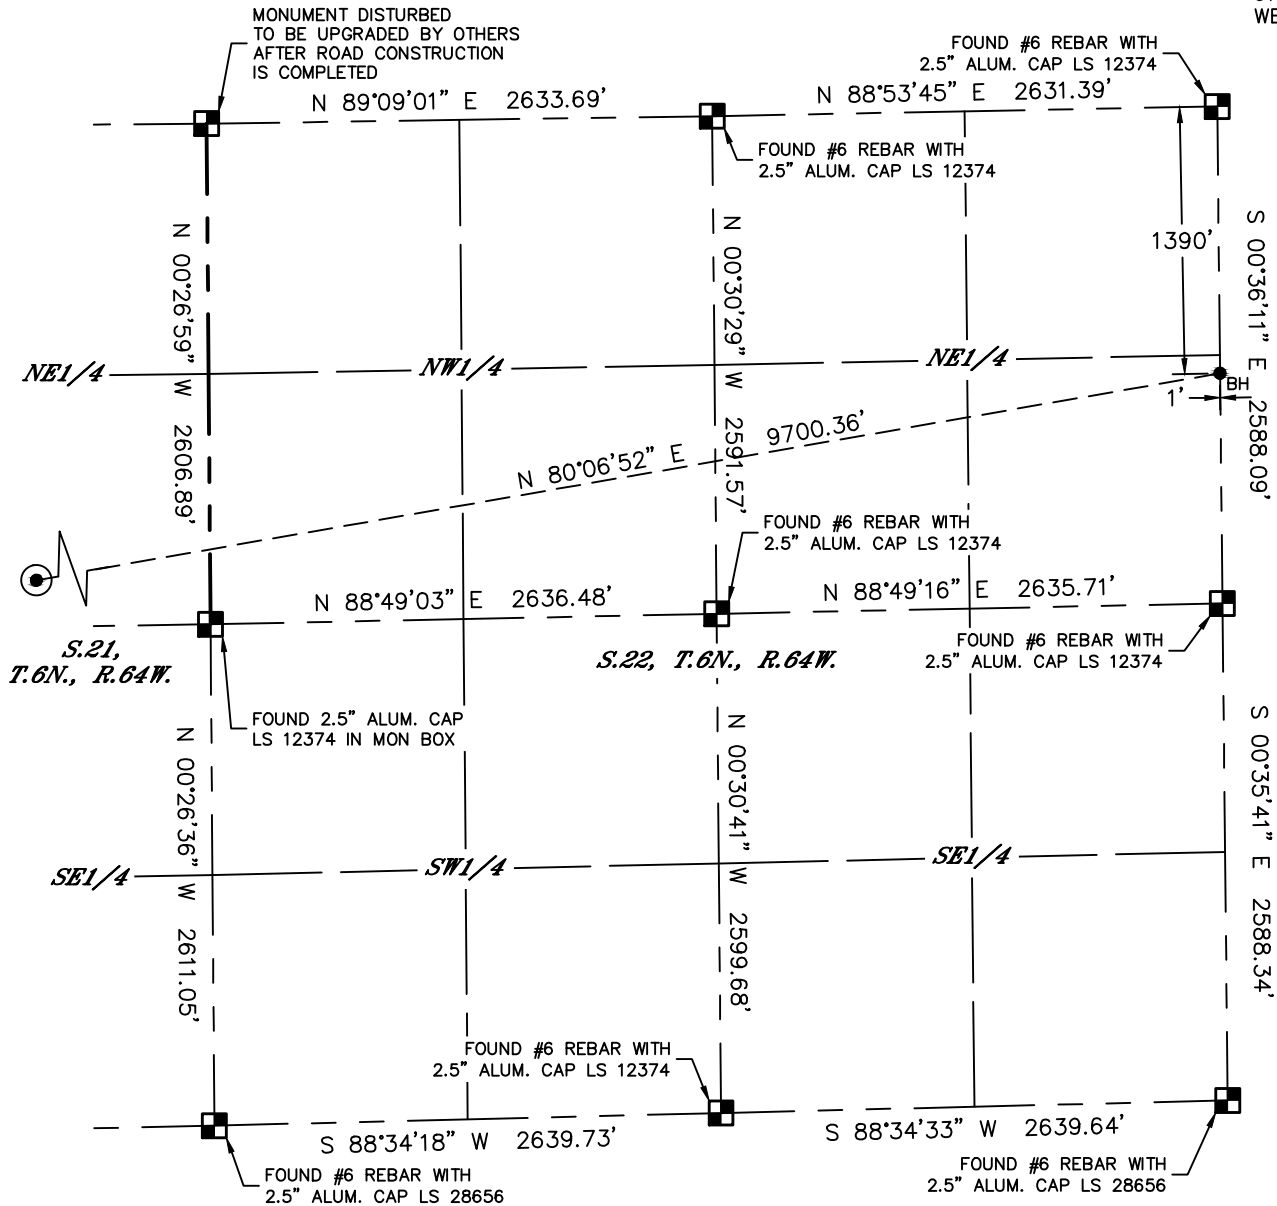 MONUMENT DISTURBED
TO BE UPGRADED BY OTHERS
AFTER ROAD CONSTRUCTION
IS COMPLETED
WE
FOUND #6 REBAR WITH
2.5" ALUM. CAP LS 12374
N 89°09'01" E 2633.69'
N 88°53'45" E 2631.39'
FOUND #6 REBAR WITH
2.5" ALUM. CAP LS 12374
N 00°26'59" W 2606.89'
N 00°30'29" W 2591.57'
1390'
S 00°36'11" E 2588.09'
NE1/4
NW1/4
NE1/4
BH
1'
N 80°06'52" E 9700.36'
FOUND #6 REBAR WITH
2.5" ALUM. CAP LS 12374
N 88°49'03" E 2636.48'
N 88°49'16" E 2635.71'
S.21,
T.6N., R.64W.
S.22, T.6N., R.64W.
FOUND #6 REBAR WITH
2.5" ALUM. CAP LS 12374
FOUND 2.5" ALUM. CAP
LS 12374 IN MON BOX
N 00°26'36" W 2611.05'
N 00°30'41" W 2599.68'
S 00°35'41" E 2588.34'
SE1/4
SW1/4
SE1/4
FOUND #6 REBAR WITH
2.5" ALUM. CAP LS 12374
S 88°34'18" W 2639.73'
S 88°34'33" W 2639.64'
FOUND #6 REBAR WITH
2.5" ALUM. CAP LS 28656
FOUND #6 REBAR WITH
2.5" ALUM. CAP LS 28656